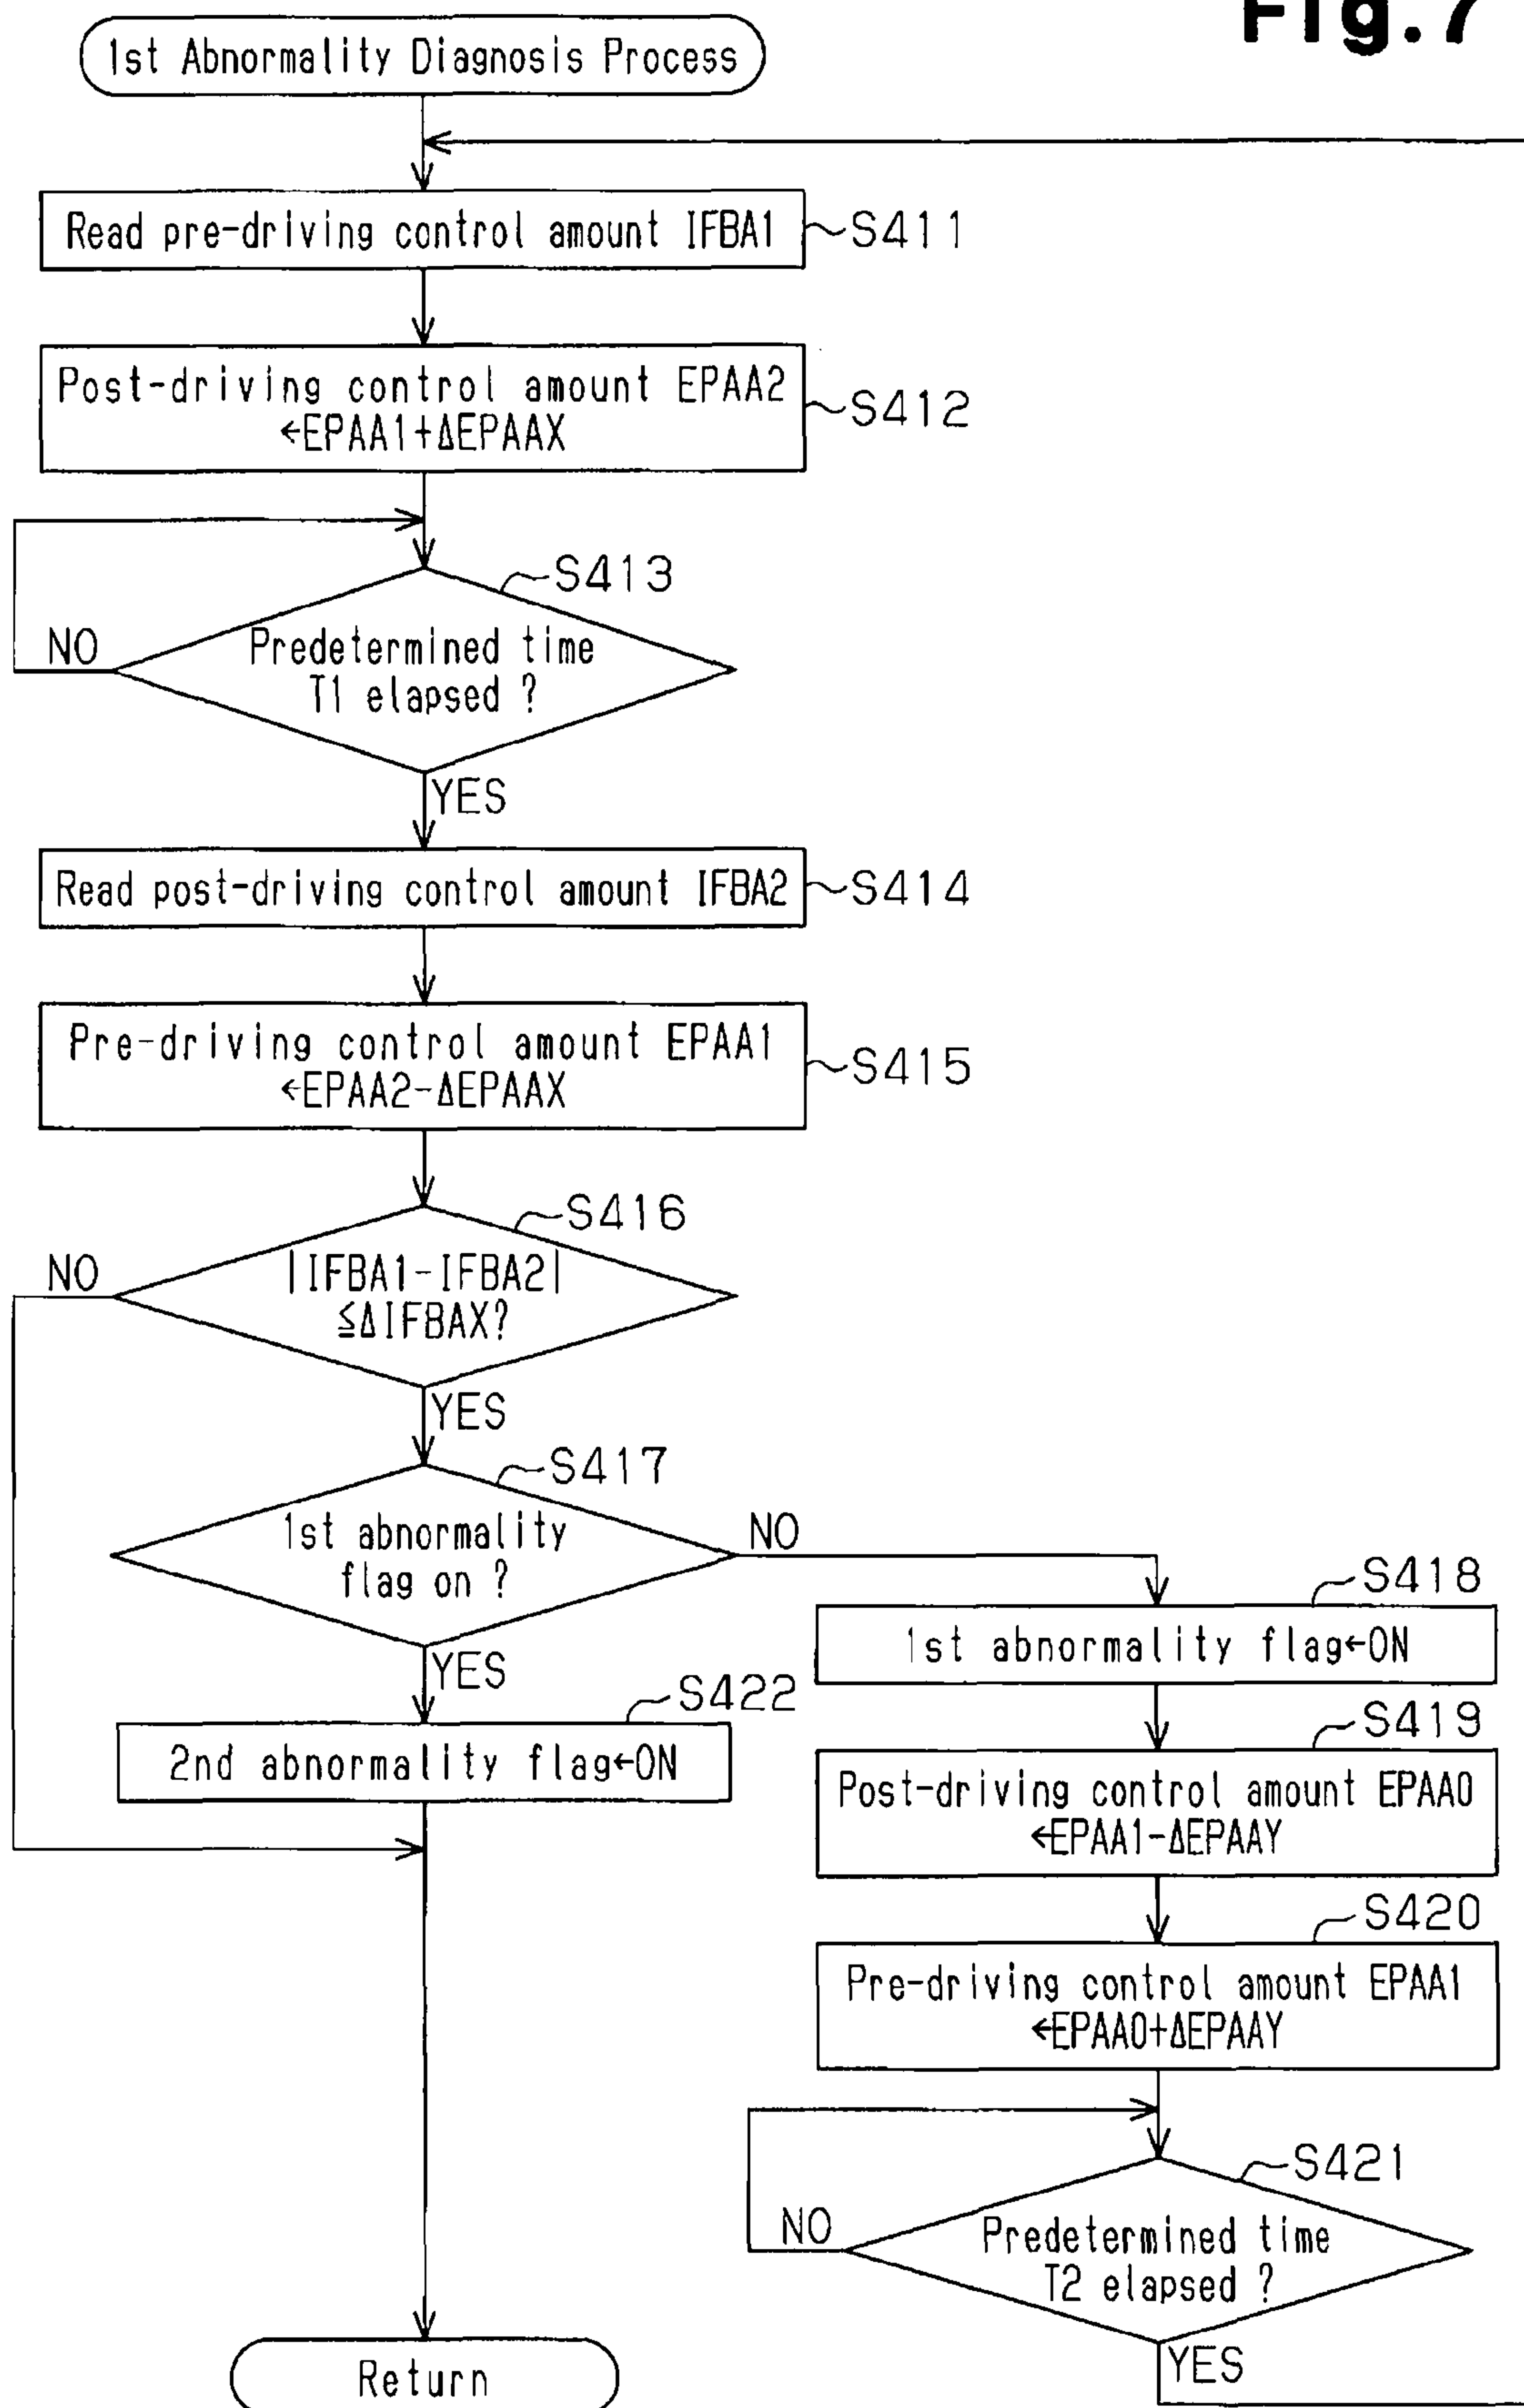 Fig.7
1st Abnormality Diagnosis Process
Read pre-driving control amount IFBA1
S411
Post-driving control amount EPAA2
←EPAA1+ΔEPAAX
S412
S413
NO
Predetermined time
T1 elapsed ?
YES
Read post-driving control amount IFBA2
S414
Pre-driving control amount EPAA1
←EPAA2-ΔEPAAX
S415
S416
NO
|IFBA1-IFBA2|
≦ΔIFBAX?
YES
S417
1st abnormality
flag on ?
NO
YES
S422
2nd abnormality flag←ON
S418
1st abnormality flag←ON
S419
Post-driving control amount EPAA0
←EPAA1-ΔEPAAY
S420
Pre-driving control amount EPAA1
←EPAA0+ΔEPAAY
S421
NO
Predetermined time
T2 elapsed ?
YES
Return